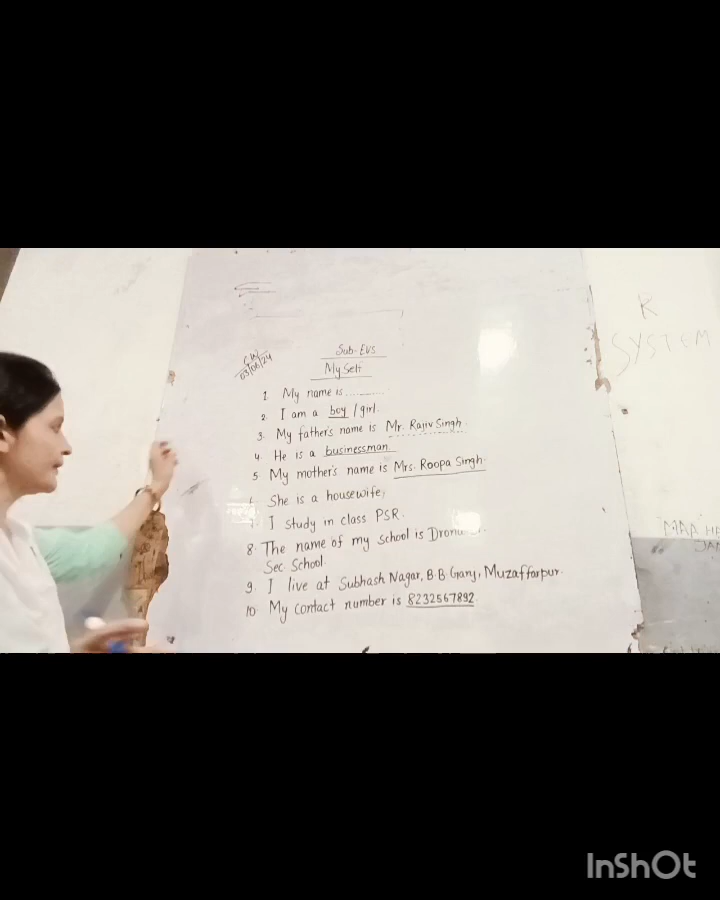 C.W
03/06/24
Sub-EVS
My Self
1. My name is ...........
2. I am a boy / girl.
3. My father's name is Mr. Rajiv Singh.
4. He is a businessman.
5. My mother's name is Mrs. Roopa Singh.
She is a housewife,
I study in class PSR.
8. The name of my school is
Sec. School
9. I live at Subhash Nagar, B.B. Ganj, Muzaffarpur.
10. My contact number is 8232567892.
R
SYSTEM
InShOt